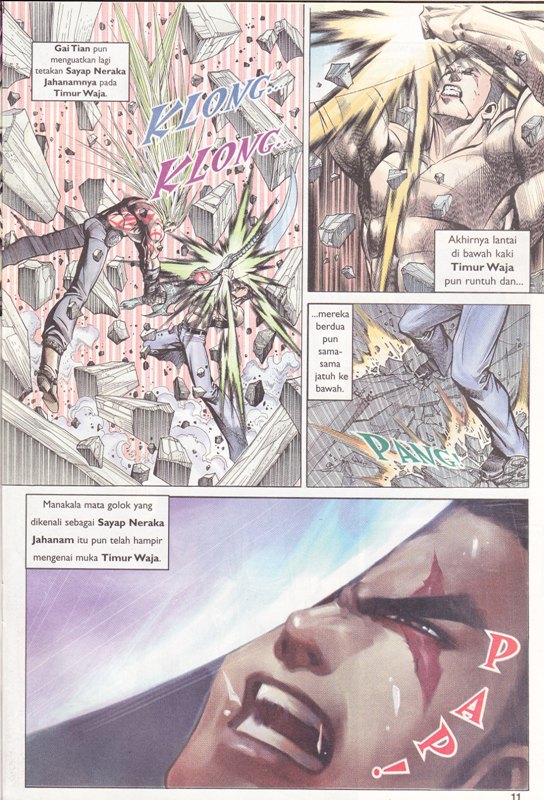 Gai Tian pun
menguatkan lagi
tetakan Sayap Neraka
Jahanamnya pada
Timur Waja.
KLONG...
KLONG...
Akhirnya lantai
di bawah kaki
Timur Waja
pun runtuh dan...
...mereka
berdua
pun
sama-
sama
jatuh ke
bawah.
PANG!
Manakala mata golok yang
dikenali sebagai Sayap Neraka
Jahanam itu pun telah hampir
mengenai muka Timur Waja.
PAP!
11